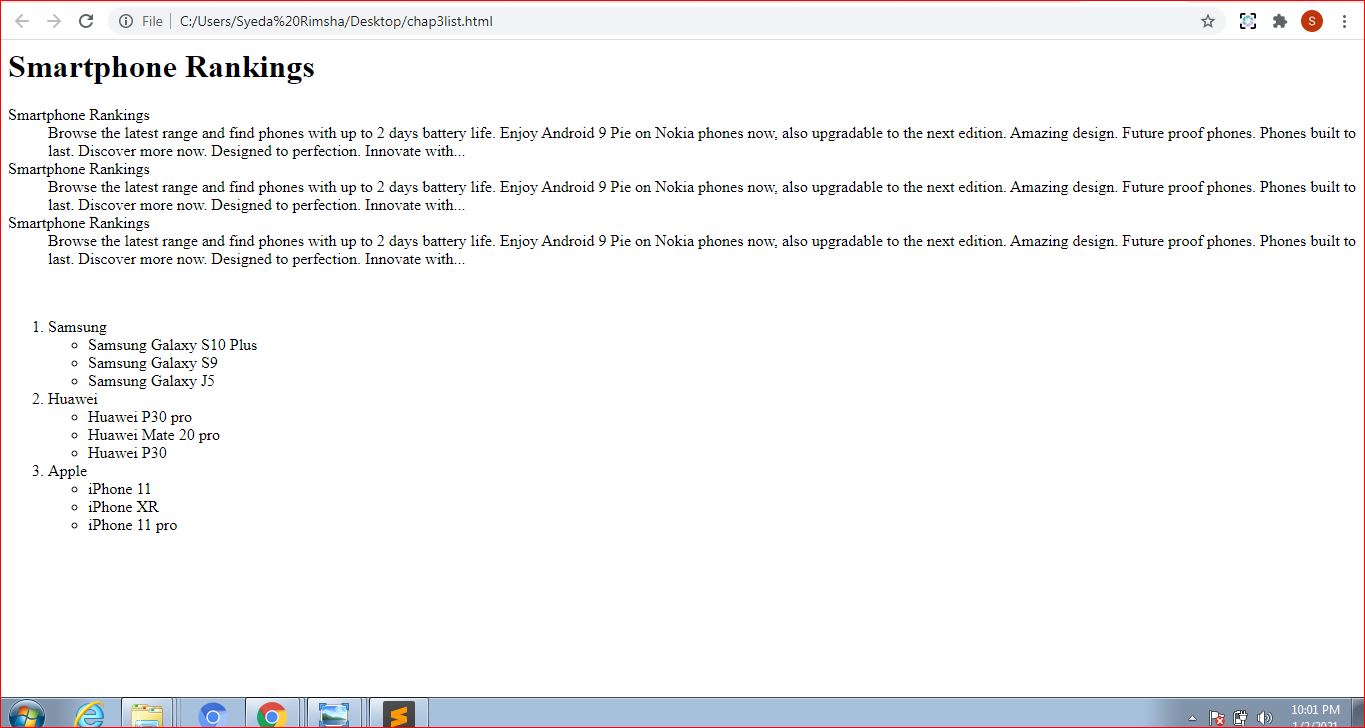 File
C:/Users/Syeda%20Rimsha/Desktop/chap3list.html
S
Smartphone Rankings
Smartphone Rankings
Browse the latest range and find phones with up to 2 days battery life. Enjoy Android 9 Pie on Nokia phones now, also upgradable to the next edition. Amazing design. Future proof phones. Phones built to
last. Discover more now. Designed to perfection. Innovate with...
Smartphone Rankings
Browse the latest range and find phones with up to 2 days battery life. Enjoy Android 9 Pie on Nokia phones now, also upgradable to the next edition. Amazing design. Future proof phones. Phones built to
last. Discover more now. Designed to perfection. Innovate with...
Smartphone Rankings
Browse the latest range and find phones with up to 2 days battery life. Enjoy Android 9 Pie on Nokia phones now, also upgradable to the next edition. Amazing design. Future proof phones. Phones built to
last. Discover more now. Designed to perfection. Innovate with...
1. Samsung
Samsung Galaxy S10 Plus
Samsung Galaxy S9
Samsung Galaxy J5
2. Huawei
Huawei P30 pro
Huawei Mate 20 pro
Huawei P30
3. Apple
iPhone 11
iPhone XR
iPhone 11 pro
10:01 PM
1/2/2021